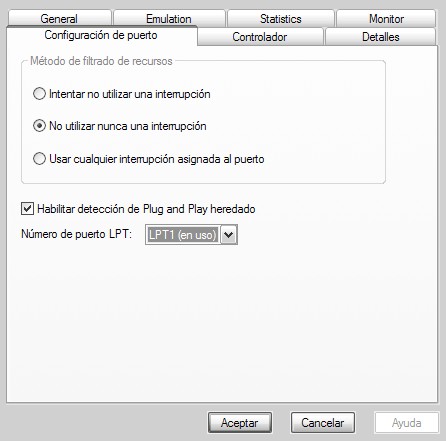 General Emulation Statistics Monitor
Configuración de puerto Controlador Detalles
Método de filtrado de recursos
Intentar no utilizar una interrupción
No utilizar nunca una interrupción
Usar cualquier interrupción asignada al puerto
Habilitar detección de Plug and Play heredado
Número de puerto LPT: LPT1 (en uso)
Aceptar Cancelar Ayuda